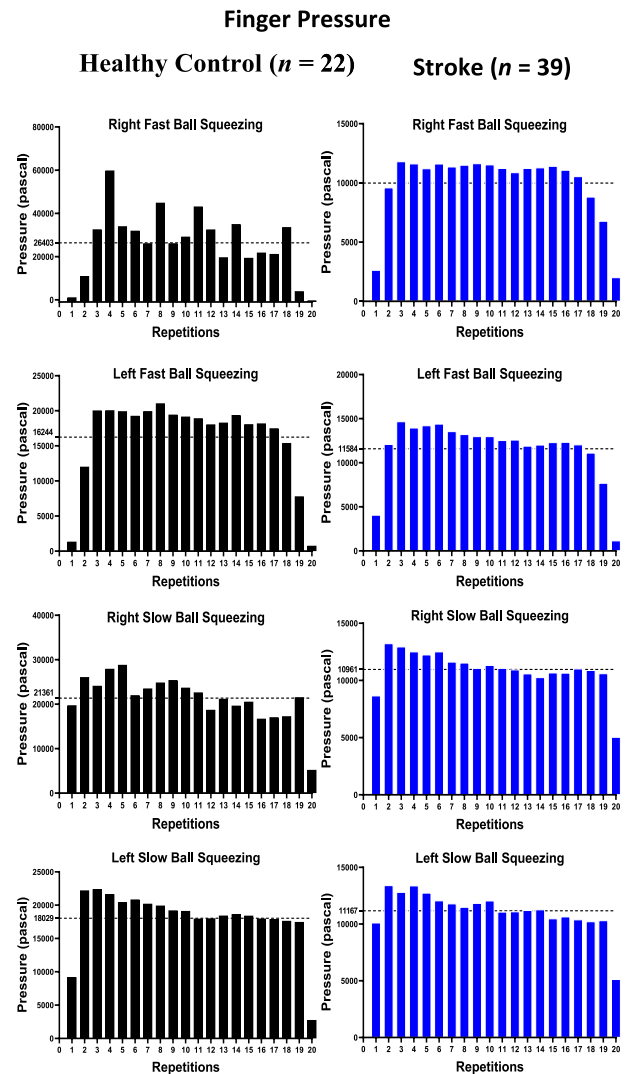 Finger Pressure
Healthy Control (n = 22)
Stroke (n = 39)
Right Fast Ball Squeezing
Pressure (pascal)
80000
60000
40000
26403
20000
0
0 1 2 3 4 5 6 7 8 9 10 11 12 13 14 15 16 17 18 19 20
Repetitions
Right Fast Ball Squeezing
Pressure (pascal)
15000
10000
5000
0
0 1 2 3 4 5 6 7 8 9 10 11 12 13 14 15 16 17 18 19 20
Repetitions
Left Fast Ball Squeezing
Pressure (pascal)
25000
20000
16244
15000
10000
5000
0
0 1 2 3 4 5 6 7 8 9 10 11 12 13 14 15 16 17 18 19 20
Repetitions
Left Fast Ball Squeezing
Pressure (pascal)
20000
15000
11584
10000
5000
0
0 1 2 3 4 5 6 7 8 9 10 11 12 13 14 15 16 17 18 19 20
Repetitions
Right Slow Ball Squeezing
Pressure (pascal)
40000
30000
21361
20000
10000
0
0 1 2 3 4 5 6 7 8 9 10 11 12 13 14 15 16 17 18 19 20
Repetitions
Right Slow Ball Squeezing
Pressure (pascal)
15000
10961
10000
5000
0
0 1 2 3 4 5 6 7 8 9 10 11 12 13 14 15 16 17 18 19 20
Repetitions
Left Slow Ball Squeezing
Pressure (pascal)
25000
20000
18029
15000
10000
5000
0
0 1 2 3 4 5 6 7 8 9 10 11 12 13 14 15 16 17 18 19 20
Repetitions
Left Slow Ball Squeezing
Pressure (pascal)
15000
11167
10000
5000
0
0 1 2 3 4 5 6 7 8 9 10 11 12 13 14 15 16 17 18 19 20
Repetitions